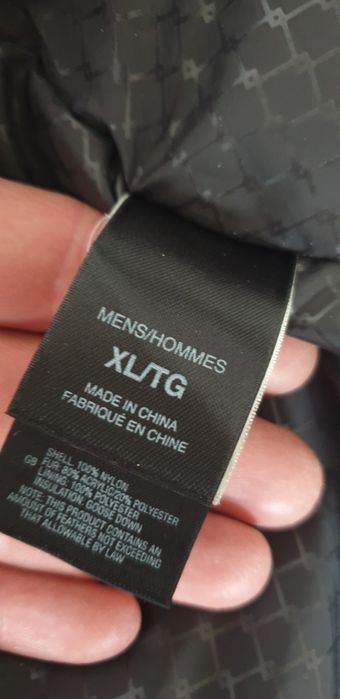 MENS/HOMMES
XL/TG
MADE IN CHINA
FABRIQUÉ EN CHINE
SHELL: 100% NYLON
GB FUR: 80% ACRYLIC/20% POLYESTER
LINING: 100% POLYESTER
INSULATION: GOOSE DOWN
NOTE: THIS PRODUCT CONTAINS AN
AMOUNT OF FEATHERS NOT EXCEEDING
THAT ALLOWABLE BY LAW